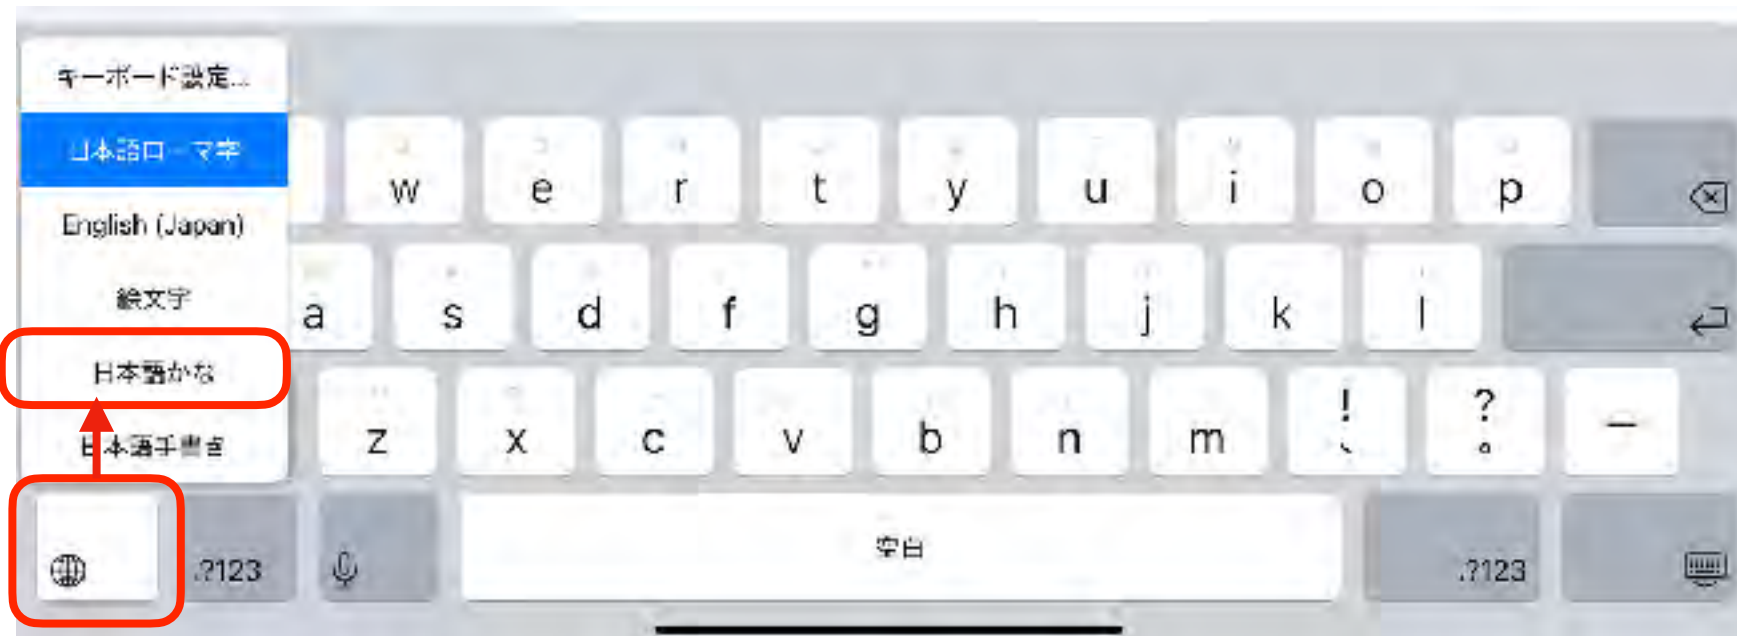 キーボード設定...
日本語ローマ字
English (Japan)
絵文字
日本語かな
日本語手書き
w e r t y u i o p
a s d f g h j k l
z x c v b n m ! 、 ? 。 ー
.?123 空白 .?123